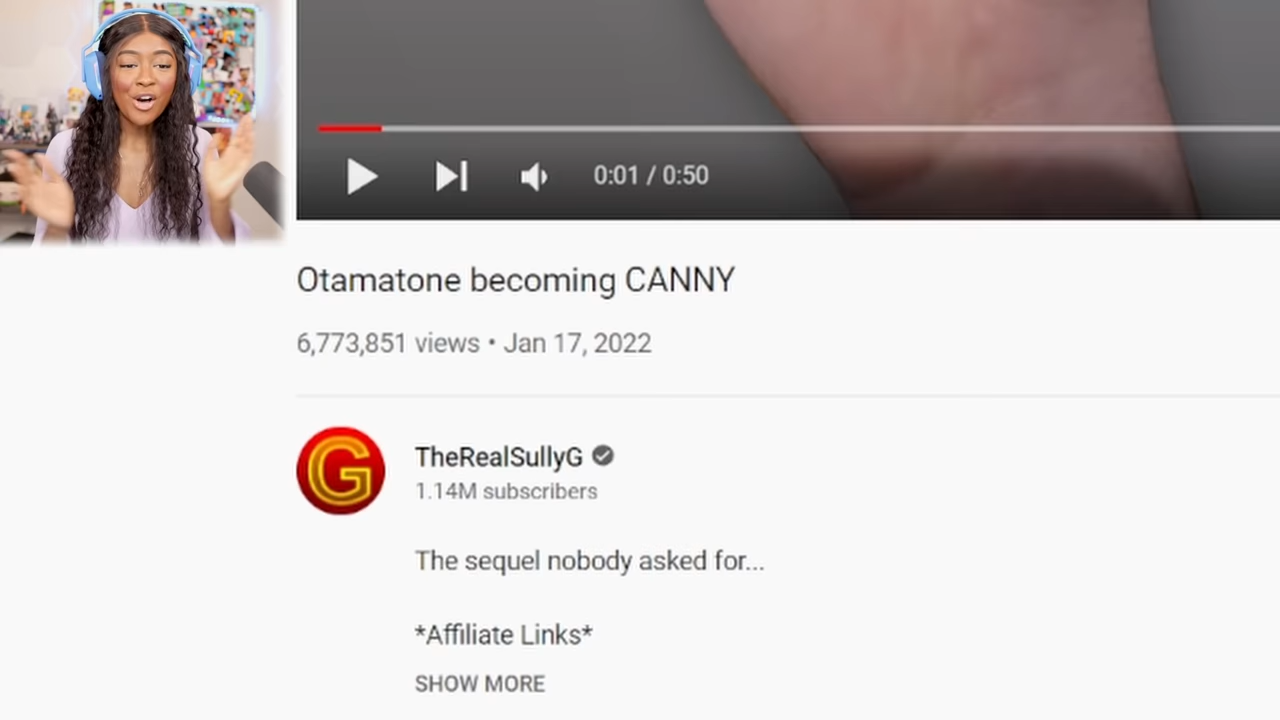 0:01 / 0:50
Otamatone becoming CANNY
6,773,851 views • Jan 17, 2022
G
TheRealSullyG
1.14M subscribers
The sequel nobody asked for...
*Affiliate Links*
SHOW MORE